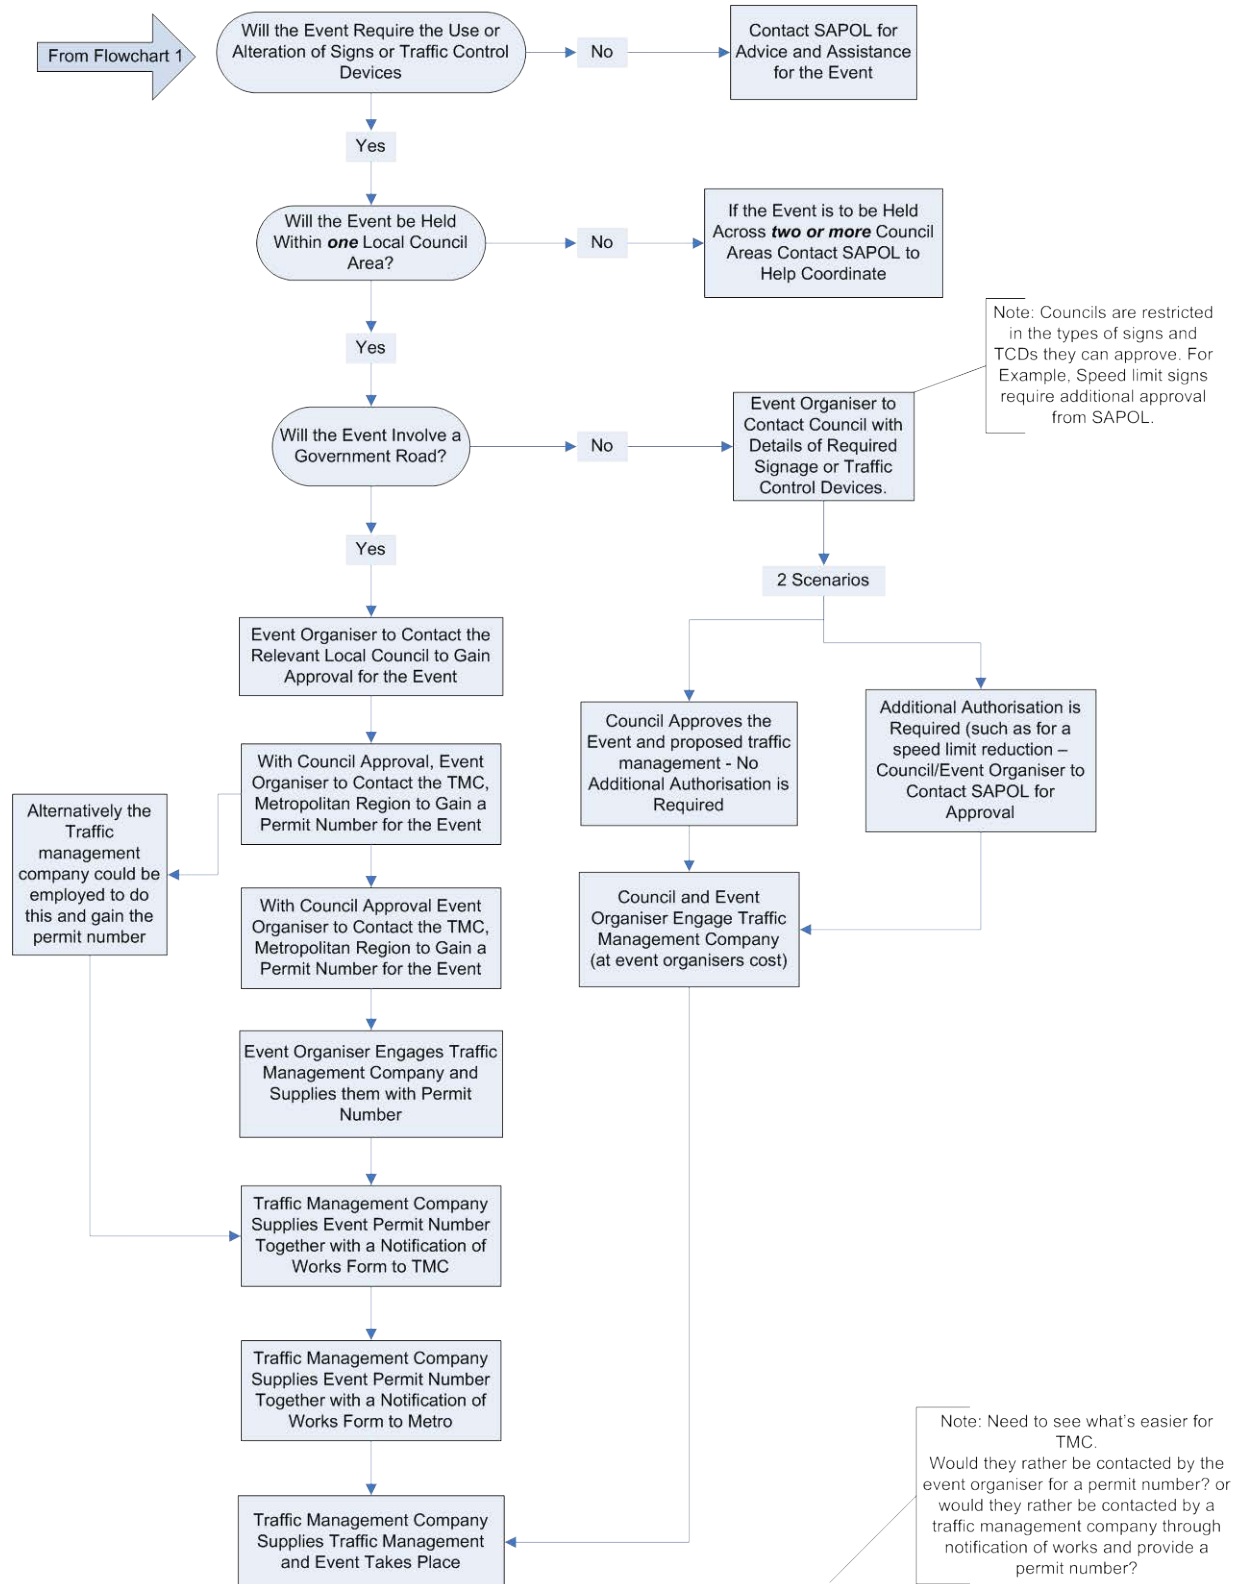 From Flowchart 1
Will the Event Require the Use or
Alteration of Signs or Traffic Control
Devices
No
Contact SAPOL for
Advice and Assistance
for the Event
Yes
Will the Event be Held
Within one Local Council
Area?
No
If the Event is to be Held
Across two or more Council
Areas Contact SAPOL to
Help Coordinate
Yes
Note: Councils are restricted
in the types of signs and
TCDs they can approve. For
Example, Speed limit signs
require additional approval
from SAPOL.
Will the Event Involve a
Government Road?
No
Event Organiser to
Contact Council with
Details of Required
Signage or Traffic
Control Devices.
Yes
2 Scenarios
Event Organiser to Contact the
Relevant Local Council to Gain
Approval for the Event
Council Approves the
Event and proposed traffic
management - No
Additional Authorisation is
Required
Additional Authorisation is
Required (such as for a
speed limit reduction –
Council/Event Organiser to
Contact SAPOL for
Approval
With Council Approval, Event
Organiser to Contact the TMC,
Metropolitan Region to Gain a
Permit Number for the Event
Alternatively the
Traffic
management
company could be
employed to do
this and gain the
permit number
With Council Approval Event
Organiser to Contact the TMC,
Metropolitan Region to Gain a
Permit Number for the Event
Council and Event
Organiser Engage Traffic
Management Company
(at event organisers cost)
Event Organiser Engages Traffic
Management Company and
Supplies them with Permit
Number
Traffic Management Company
Supplies Event Permit Number
Together with a Notification of
Works Form to TMC
Traffic Management Company
Supplies Event Permit Number
Together with a Notification of
Works Form to Metro
Traffic Management Company
Supplies Traffic Management
and Event Takes Place
Note: Need to see what's easier for
TMC.
Would they rather be contacted by the
event organiser for a permit number? or
would they rather be contacted by a
traffic management company through
notification of works and provide a
permit number?